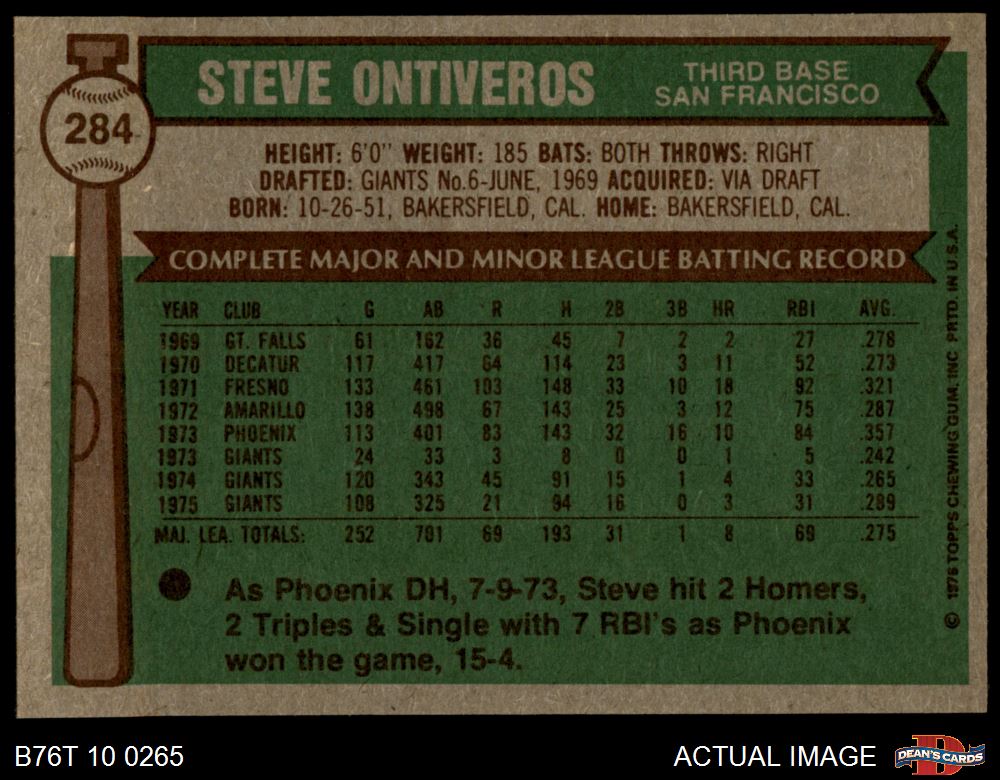 284
STEVE ONTIVEROS
THIRD BASE
SAN FRANCISCO
HEIGHT: 6'0" WEIGHT: 185 BATS: BOTH THROWS: RIGHT
DRAFTED: GIANTS No.6-JUNE, 1969 ACQUIRED: VIA DRAFT
BORN: 10-26-51, BAKERSFIELD, CAL. HOME: BAKERSFIELD, CAL.
COMPLETE MAJOR AND MINOR LEAGUE BATTING RECORD
YEAR CLUB G AB R H 2B 3B HR RBI AVG.
1969 GT. FALLS 61 162 36 45 7 2 2 27 .278
1970 DECATUR 117 417 64 114 23 3 11 52 .273
1971 FRESNO 133 461 103 148 33 10 18 92 .321
1972 AMARILLO 138 498 67 143 25 3 12 75 .287
1973 PHOENIX 113 401 83 143 32 16 10 84 .357
1973 GIANTS 24 33 3 8 0 0 1 5 .242
1974 GIANTS 120 343 45 91 15 1 4 33 .265
1975 GIANTS 108 325 21 94 16 0 3 31 .289
MAJ. LEA. TOTALS: 252 701 69 193 31 1 8 69 .275
As Phoenix DH, 7-9-73, Steve hit 2 Homers,
2 Triples & Single with 7 RBI's as Phoenix
won the game, 15-4.
© 1976 TOPPS CHEWING GUM, INC PRTD. IN U.S.A.
B76T 10 0265
ACTUAL IMAGE
DEAN'S CARDS